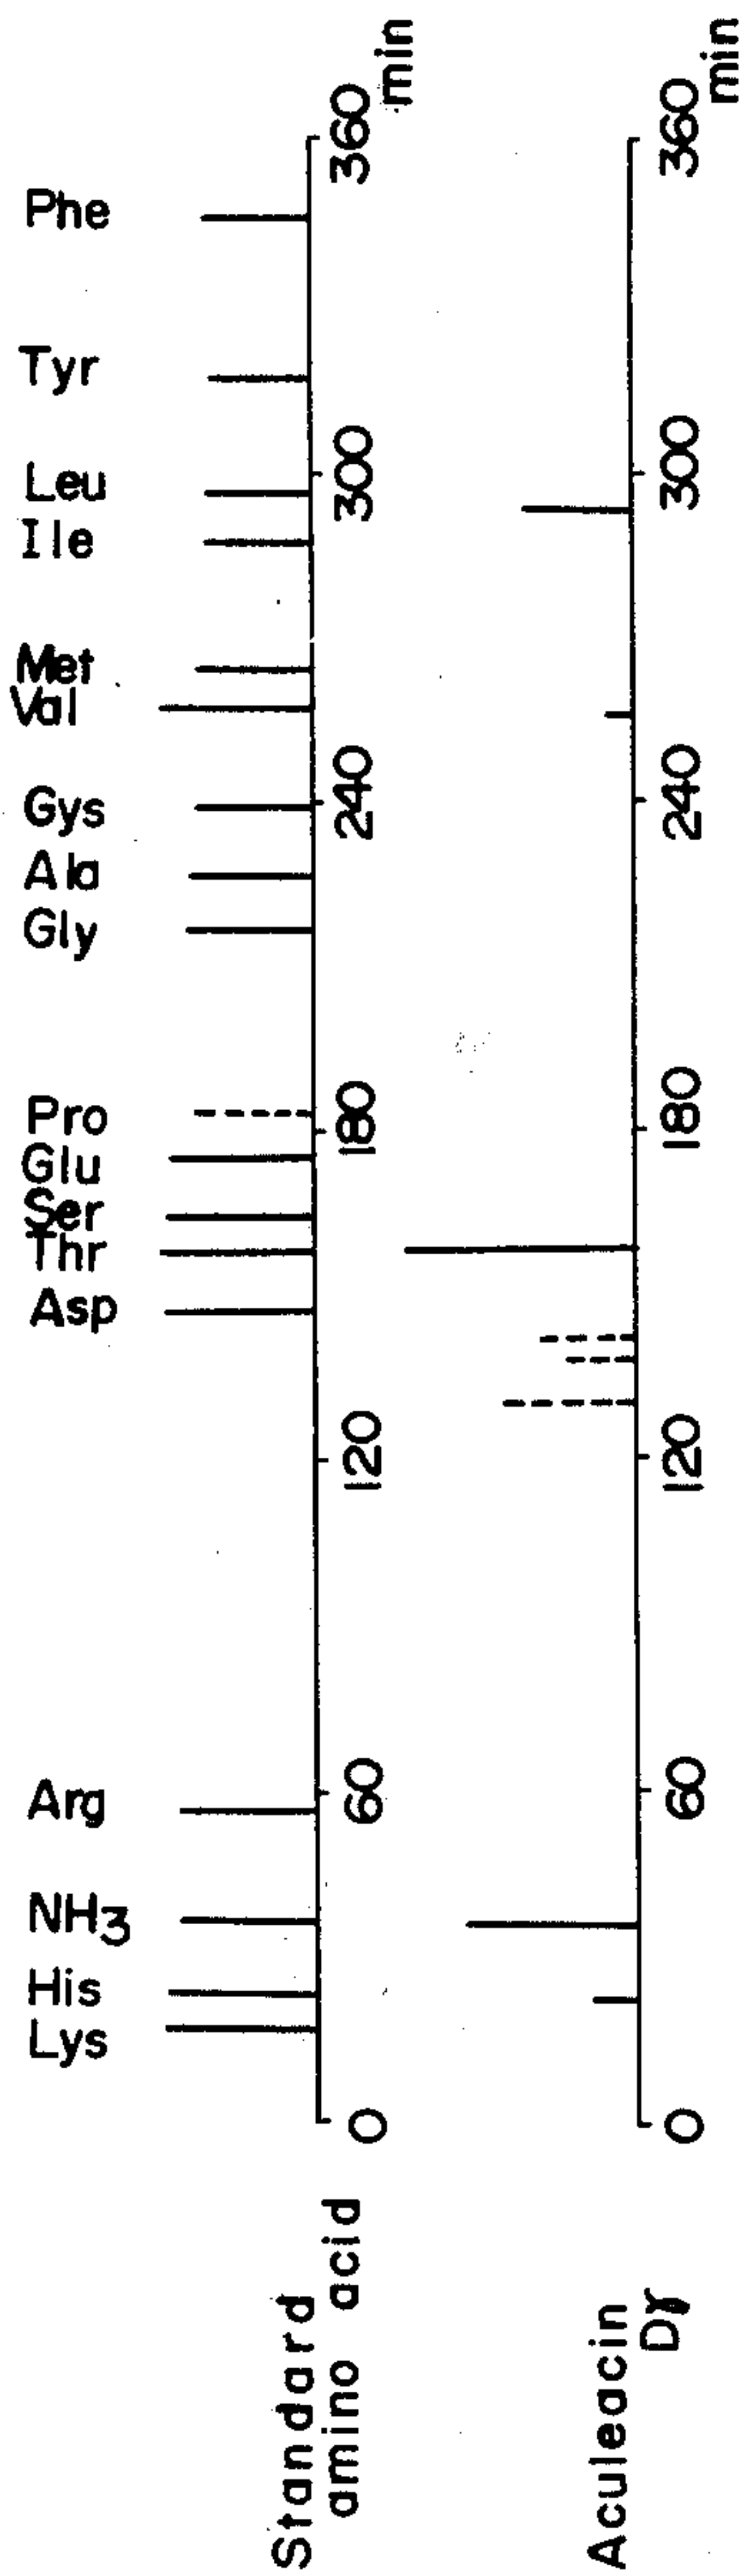 Phe
Tyr
Leu
Ile
Met
Val
Gys
Ala
Gly
Pro
Glu
Ser
Thr
Asp
Arg
NH3
His
Lys
Standard
amino acid
0 60 120 180 240 300 360
min
Aculeacin
Dγ
0 60 120 180 240 300 360
min